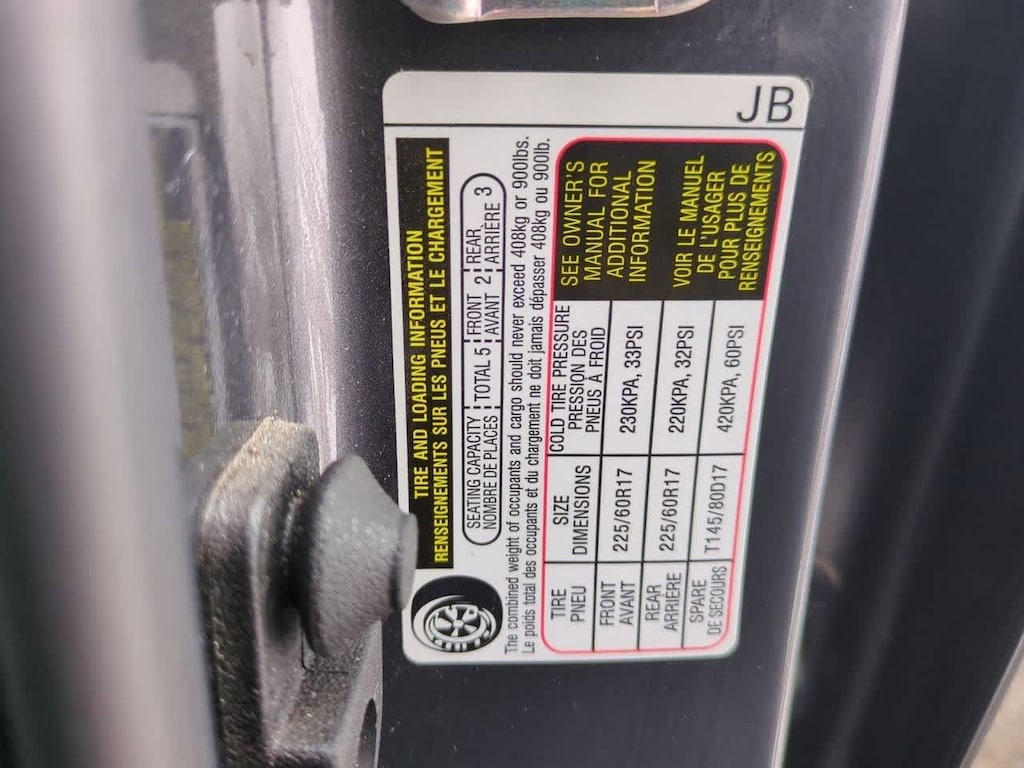 TIRE AND LOADING INFORMATION
RENSEIGNEMENTS SUR LES PNEUS ET LE CHARGEMENT
SEATING CAPACITY TOTAL 5 FRONT 2 REAR 3
NOMBRE DE PLACES AVANT ARRIÈRE
The combined weight of occupants and cargo should never exceed 408kg or 900lbs.
Le poids total des occupants et du chargement ne doit jamais dépasser 408kg ou 900lb.
TIRE SIZE COLD TIRE PRESSURE
PNEU DIMENSIONS PRESSION DES
PNEUS À FROID
FRONT 225/60R17 230KPA, 33PSI
AVANT
REAR 225/60R17 220KPA, 32PSI
ARRIÈRE
SPARE T145/80D17 420KPA, 60PSI
DE SECOURS
SEE OWNER'S
MANUAL FOR
ADDITIONAL
INFORMATION
VOIR LE MANUEL
DE L'USAGER
POUR PLUS DE
RENSEIGNEMENTS
JB